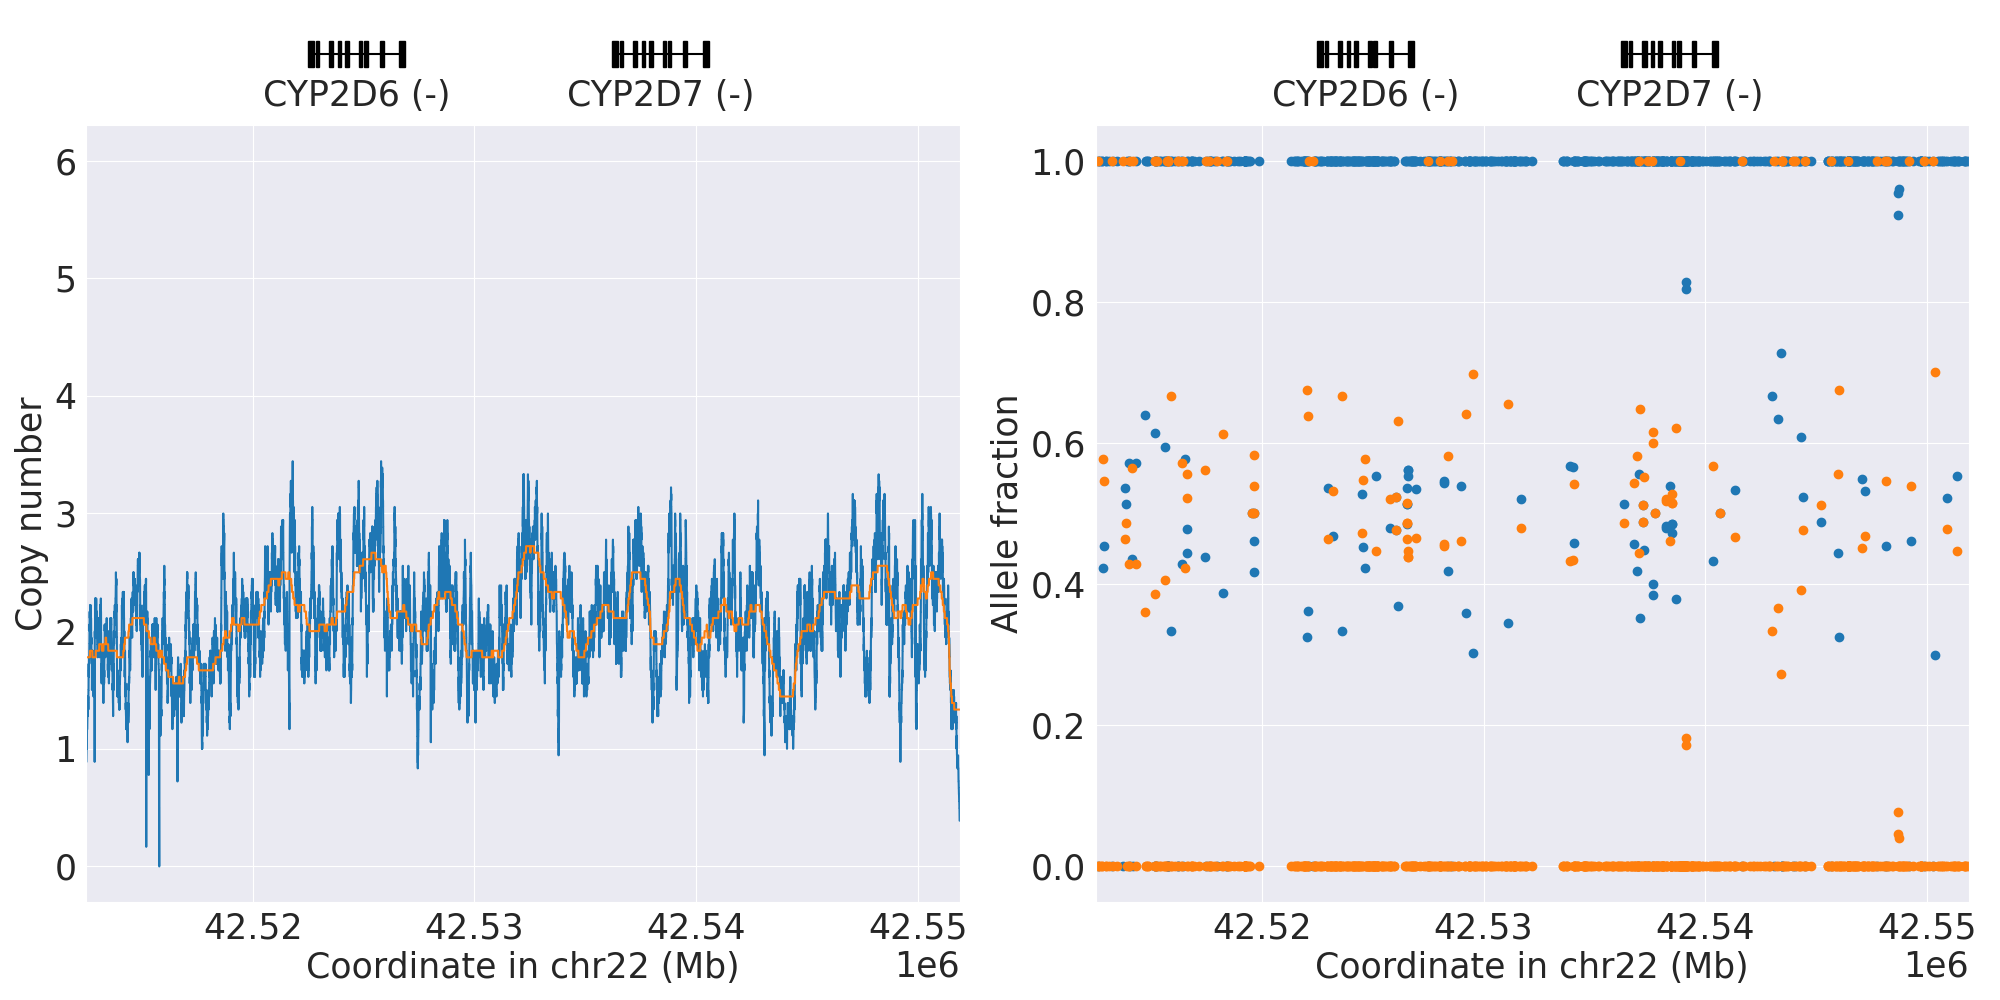 CYP2D6 (-) CYP2D7 (-)
6
5
4
3
2
1
0
Copy number
42.52 42.53 42.54 42.55
Coordinate in chr22 (Mb)
1e6
CYP2D6 (-) CYP2D7 (-)
1.0
0.8
0.6
0.4
0.2
0.0
Allele fraction
42.52 42.53 42.54 42.55
Coordinate in chr22 (Mb)
1e6